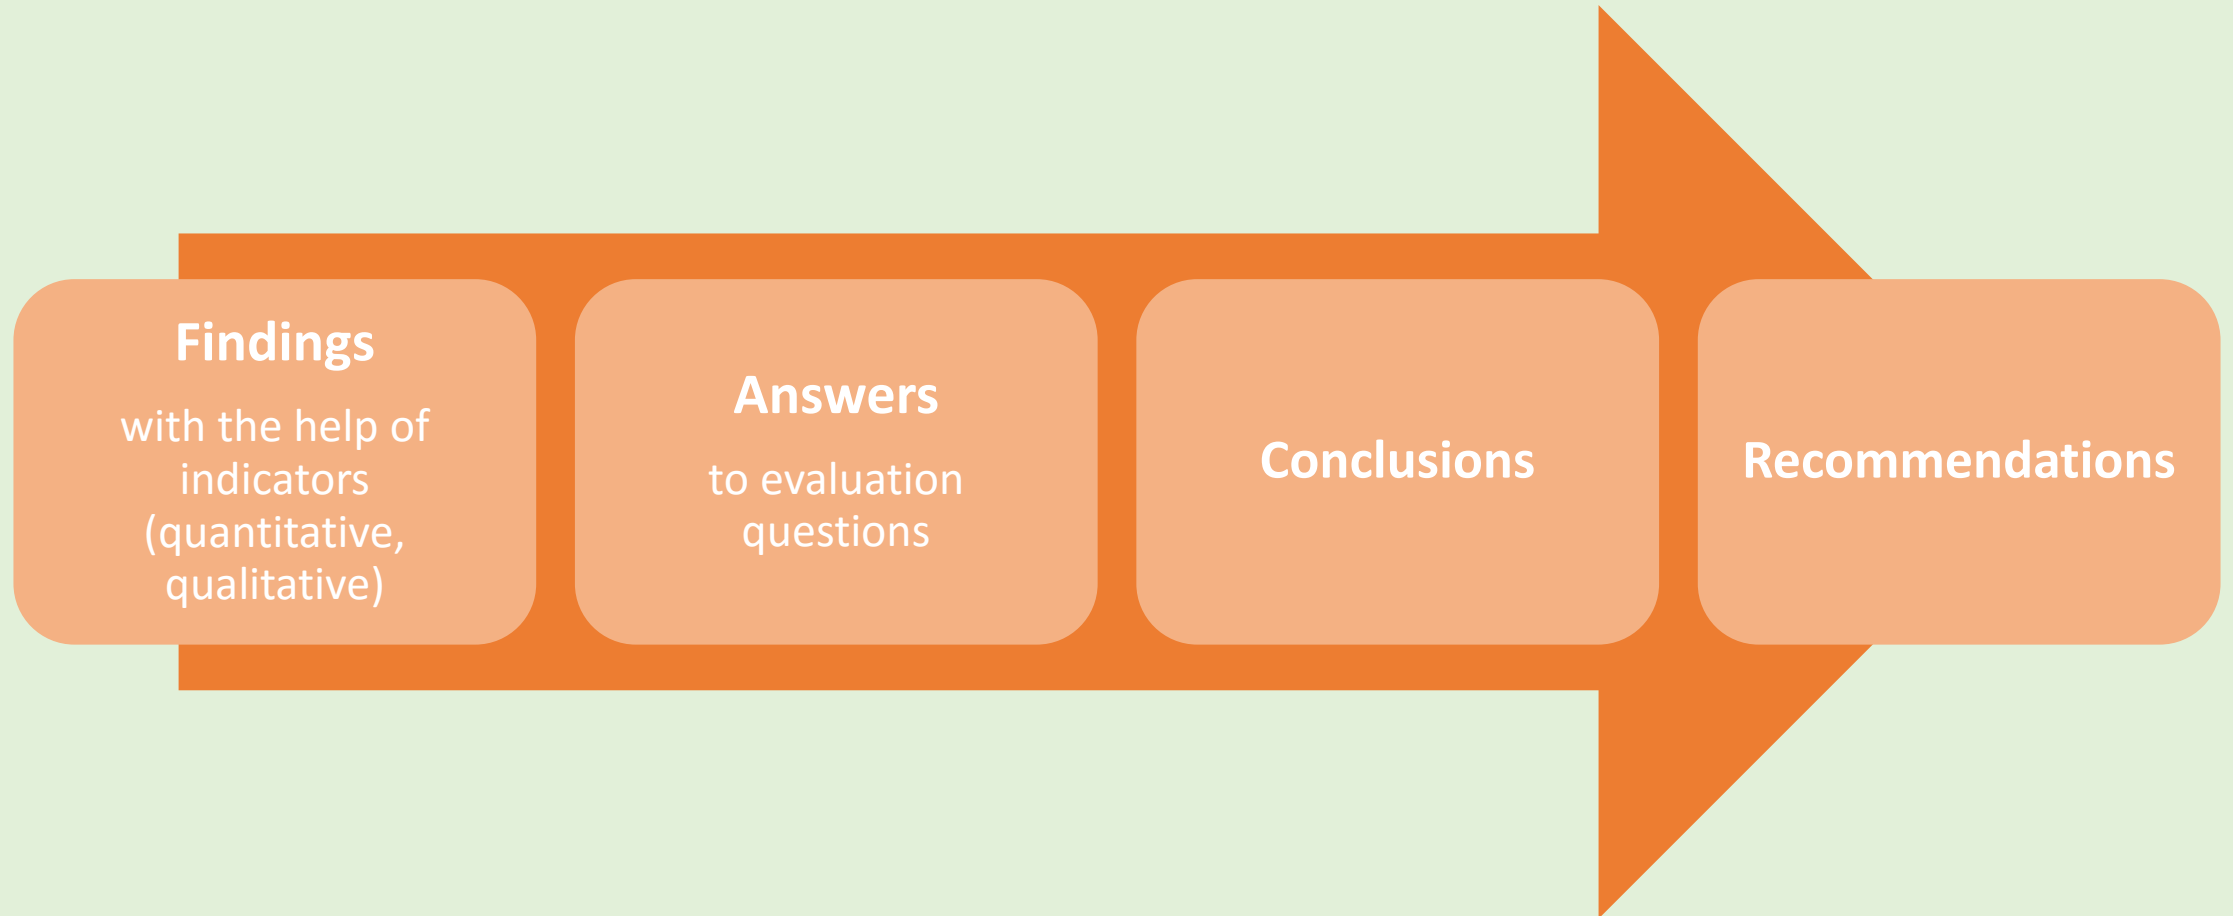 Findings
with the help of
indicators
(quantitative,
qualitative)
Answers
to evaluation
questions
Conclusions
Recommendations